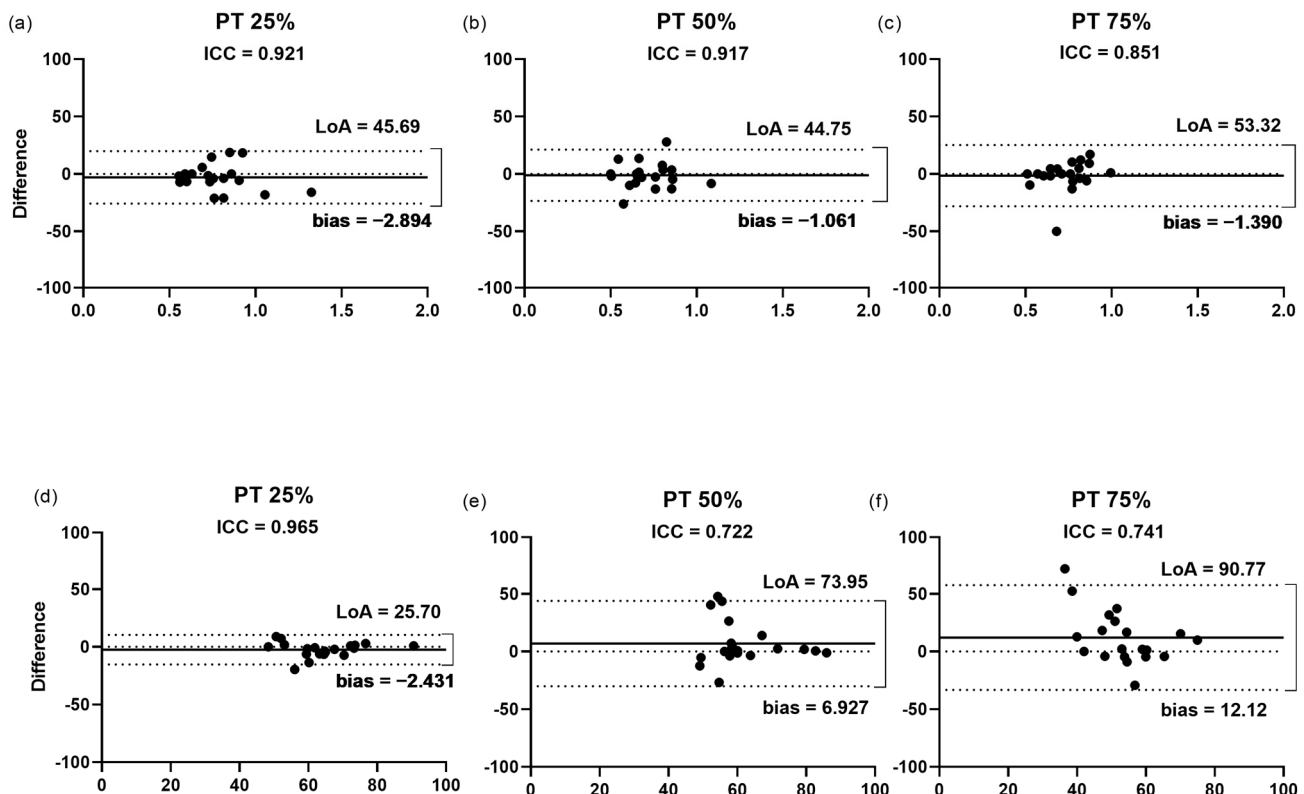 (a) PT 25% (b) PT 50% (c) PT 75%
ICC = 0.921 ICC = 0.917 ICC = 0.851
100 100 100
LoA = 45.69 LoA = 44.75 LoA = 53.32
50 50 50
Difference
0 0 0
bias = −2.894 bias = −1.061 bias = −1.390
-50 -50 -50
-100 -100 -100
0.0 0.5 1.0 1.5 2.0 0.0 0.5 1.0 1.5 2.0 0.0 0.5 1.0 1.5 2.0
(d) PT 25% (e) PT 50% (f) PT 75%
ICC = 0.965 ICC = 0.722 ICC = 0.741
100 100 100
LoA = 25.70 LoA = 73.95 LoA = 90.77
50 50 50
Difference
0 0 0
bias = −2.431 bias = 6.927 bias = 12.12
-50 -50 -50
-100 -100 -100
0 20 40 60 80 100 0 20 40 60 80 100 0 20 40 60 80 100